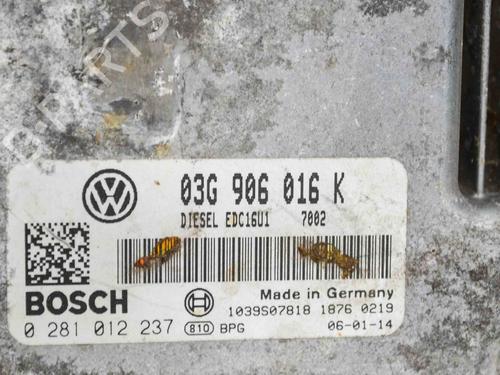 B-PARTS
03G 906 016 K
DIESEL EDC16U1 7002
BOSCH
Made in Germany
1039S07818 1876 0219
0 281 012 237 810 BPG 06-01-14